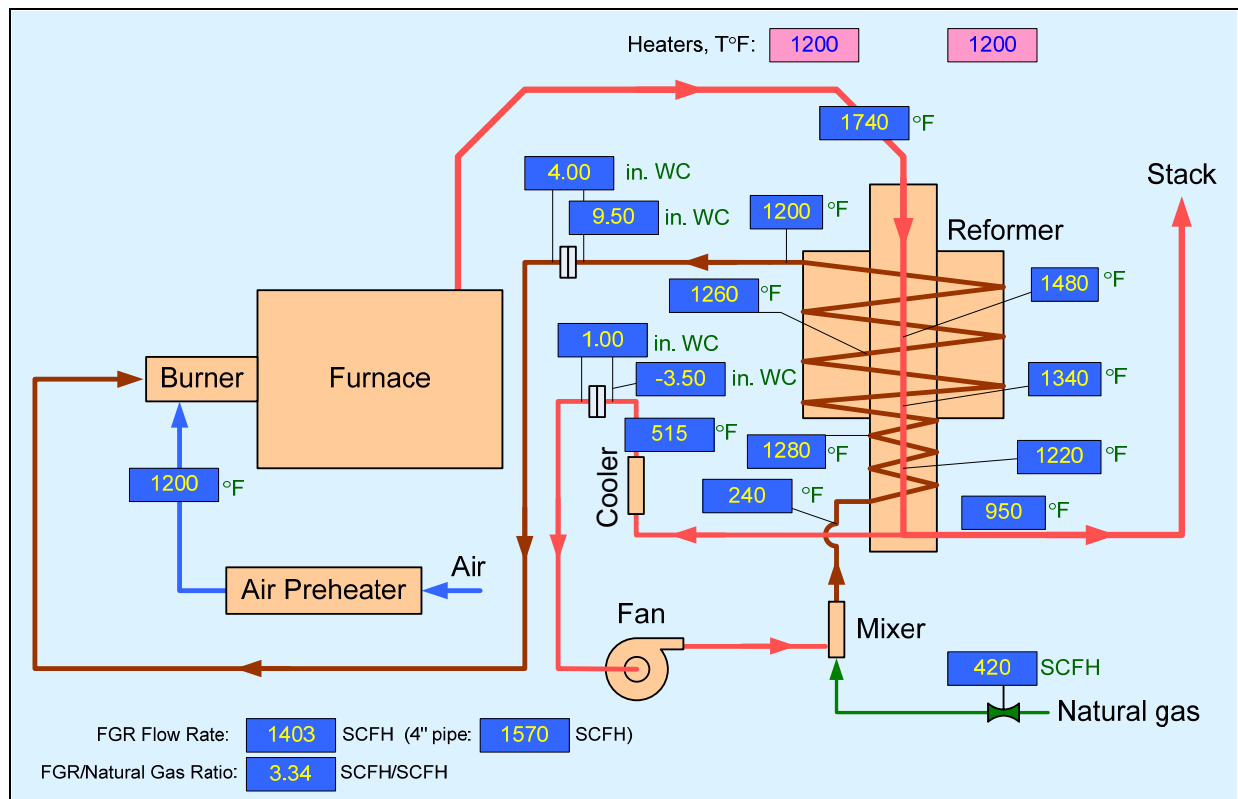 Heaters, T°F: 1200 1200
1740 °F
4.00 in. WC
Stack
9.50 in. WC
1200 °F
Reformer
1260 °F
1480 °F
1.00 in. WC
Burner
Furnace
-3.50 in. WC
1340 °F
515 °F
1280 °F
1220 °F
Cooler
1200 °F
240 °F
950 °F
Air
Air Preheater
Fan
Mixer
420 SCFH
Natural gas
FGR Flow Rate: 1403 SCFH (4" pipe: 1570 SCFH)
FGR/Natural Gas Ratio: 3.34 SCFH/SCFH